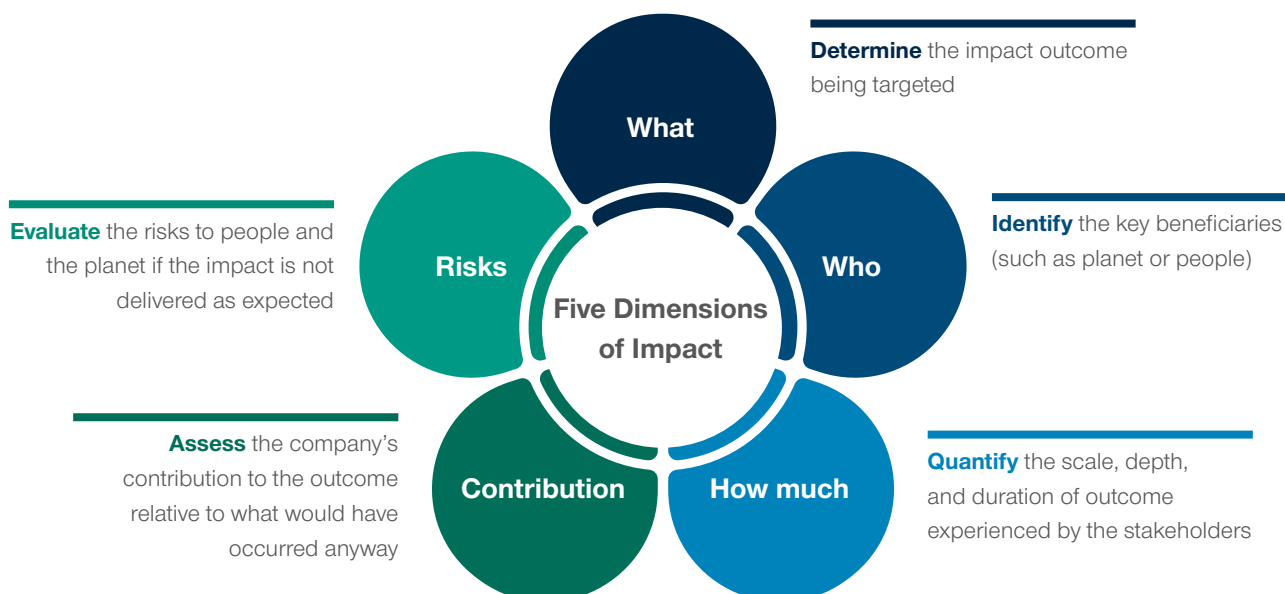 What
Determine the impact outcome
being targeted
Who
Identify the key beneficiaries
(such as planet or people)
How much
Quantify the scale, depth,
and duration of outcome
experienced by the stakeholders
Contribution
Assess the company’s
contribution to the outcome
relative to what would have
occurred anyway
Risks
Evaluate the risks to people and
the planet if the impact is not
delivered as expected
Five Dimensions
of Impact